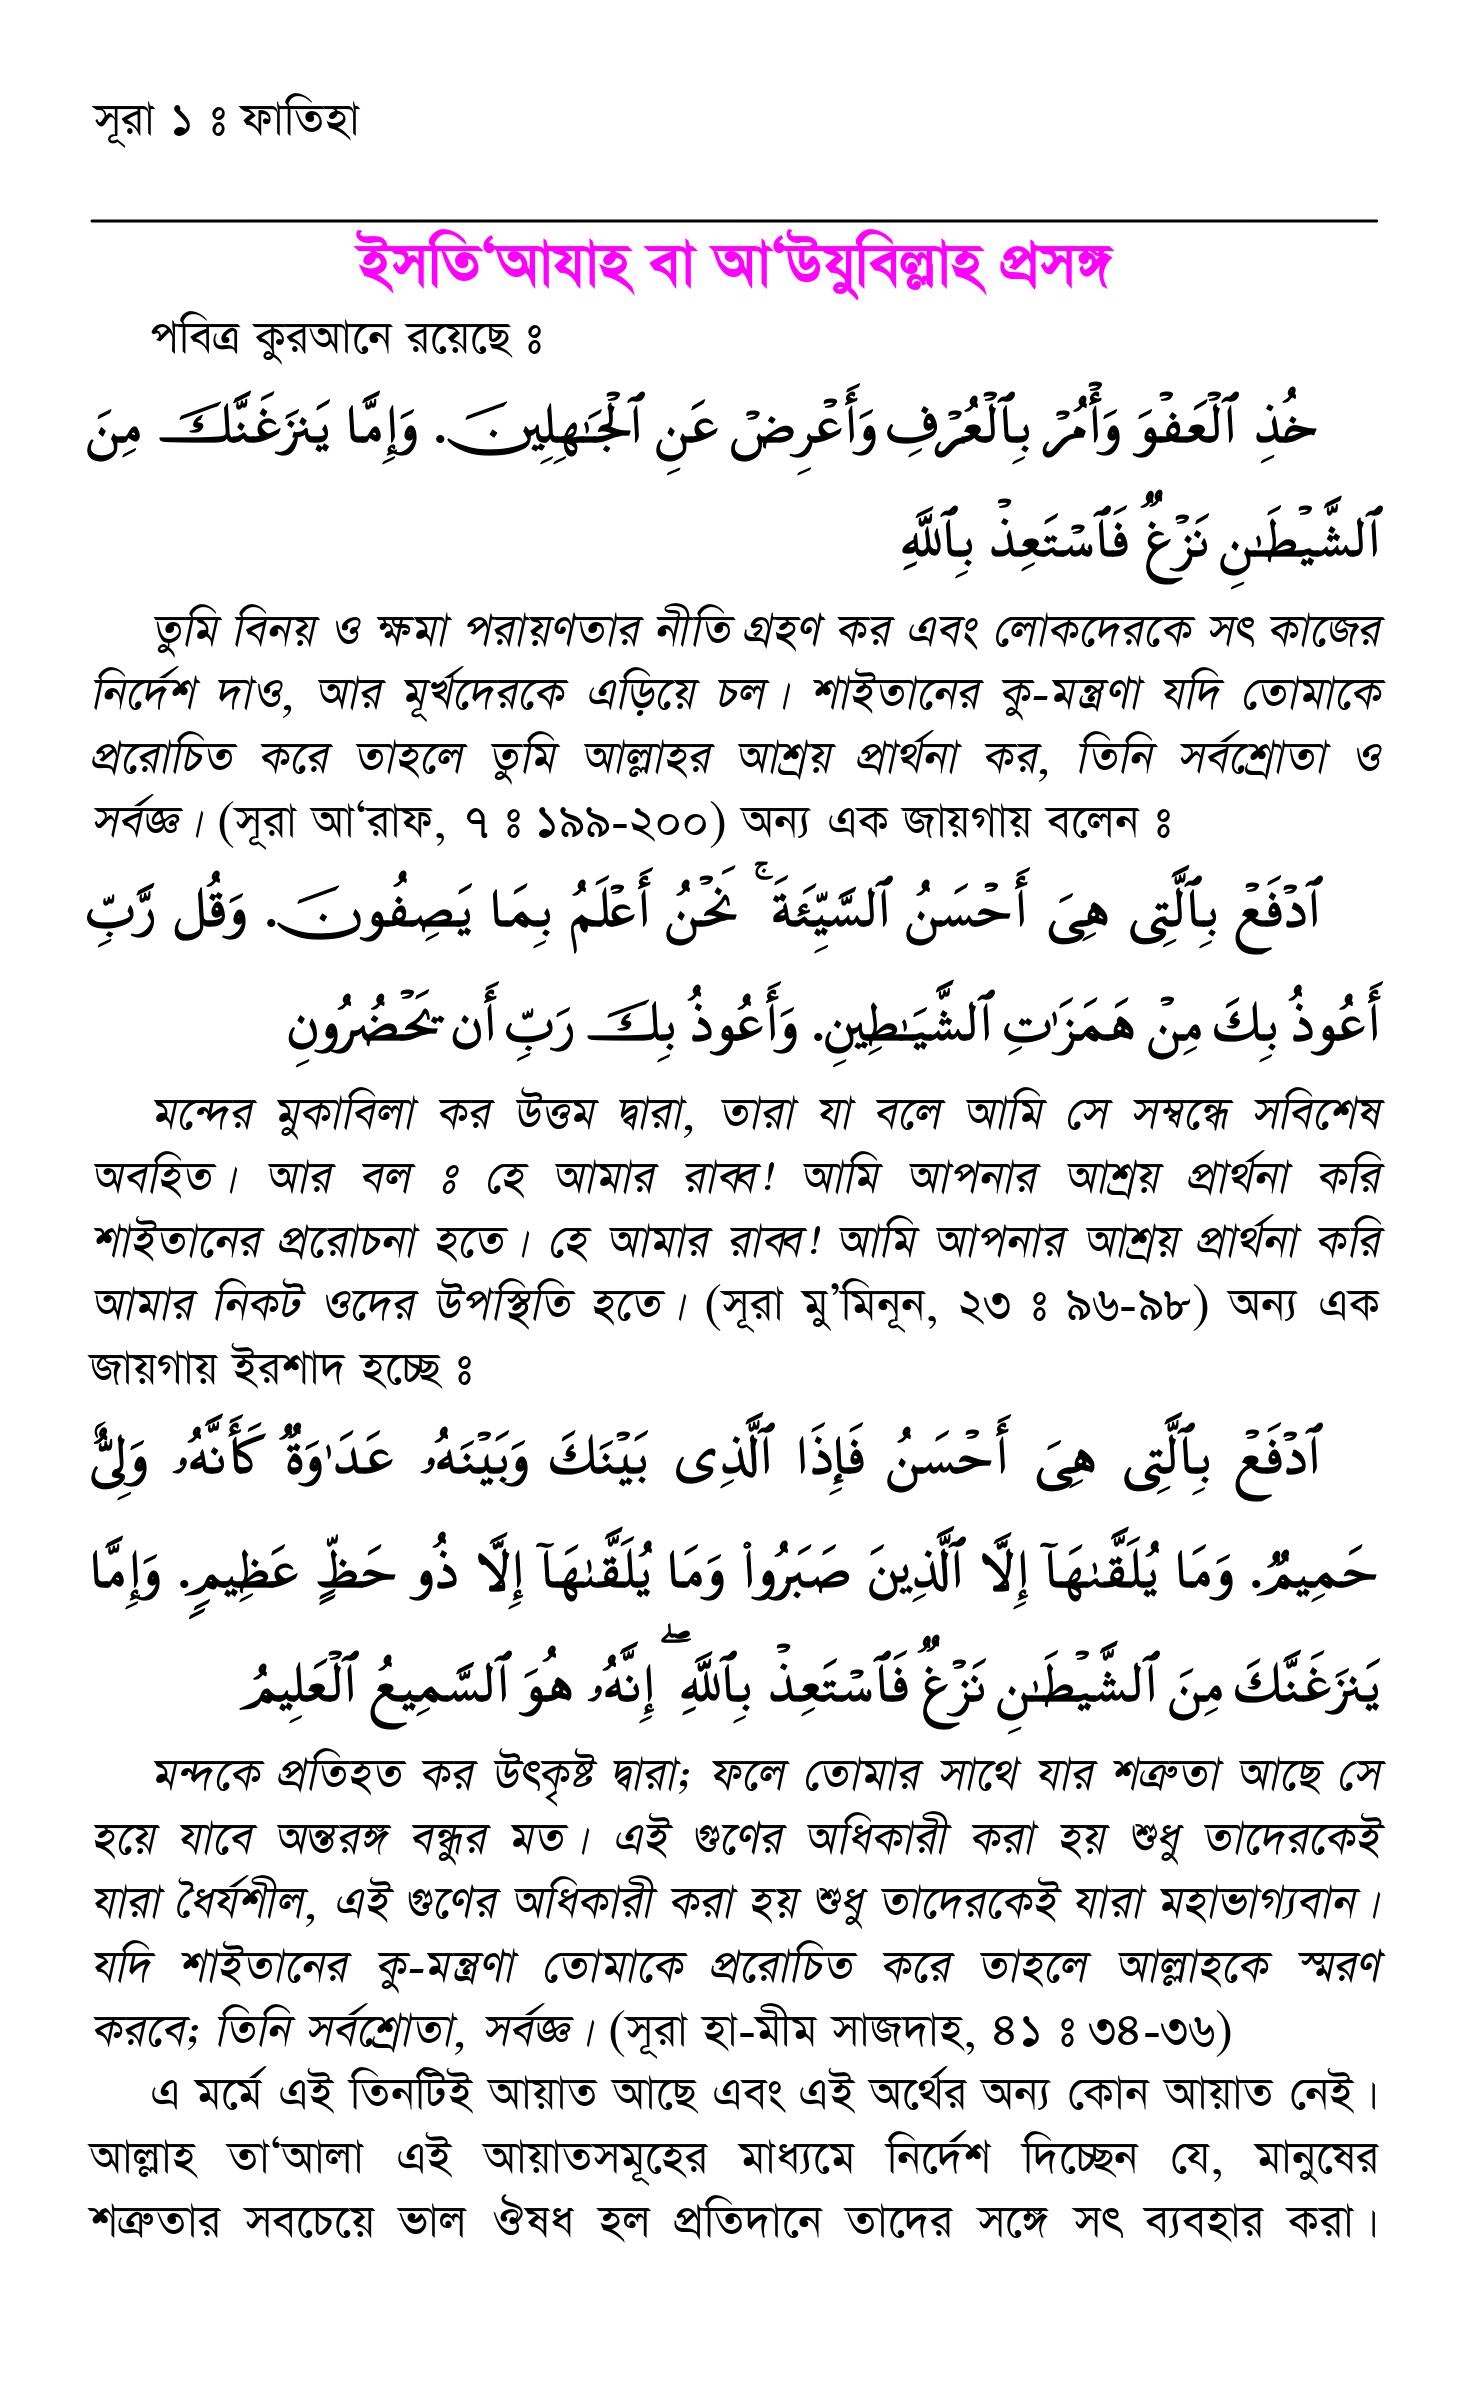 সূরা ১ ঃ ফাতিহা
ইসতি‘আযাহ বা আ‘উযুবিল্লাহ প্রসঙ্গ
পবিত্র কুরআনে রয়েছে ঃ
خُذِ ٱلْعَفْوَ وَأْمُرْ بِٱلْعُرْفِ وَأَعْرِضْ عَنِ ٱلْجَـٰهِلِينَ. وَإِمَّا يَنزَغَنَّكَ مِنَ
ٱلشَّيْطَـٰنِ نَزْغٌ فَٱسْتَعِذْ بِٱللَّهِ
তুমি বিনয় ও ক্ষমা পরায়ণতার নীতি গ্রহণ কর এবং লোকদেরকে সৎ কাজের
নির্দেশ দাও, আর মূর্খদেরকে এড়িয়ে চল। শাইতানের কু-মন্ত্রণা যদি তোমাকে
প্ররোচিত করে তাহলে তুমি আল্লাহর আশ্রয় প্রার্থনা কর, তিনি সর্বশ্রোতা ও
সর্বজ্ঞ। (সূরা আ‘রাফ, ৭ ঃ ১৯৯-২০০) অন্য এক জায়গায় বলেন ঃ
ٱدْفَعْ بِٱلَّتِى هِىَ أَحْسَنُ ٱلسَّيِّئَةَ ۚ نَحْنُ أَعْلَمُ بِمَا يَصِفُونَ. وَقُل رَّبِّ
أَعُوذُ بِكَ مِنْ هَمَزَٰتِ ٱلشَّيَـٰطِينِ. وَأَعُوذُ بِكَ رَبِّ أَن يَحْضُرُونِ
মন্দের মুকাবিলা কর উত্তম দ্বারা, তারা যা বলে আমি সে সম্বন্ধে সবিশেষ
অবহিত। আর বল ঃ হে আমার রাব্ব! আমি আপনার আশ্রয় প্রার্থনা করি
শাইতানের প্ররোচনা হতে। হে আমার রাব্ব! আমি আপনার আশ্রয় প্রার্থনা করি
আমার নিকট ওদের উপস্থিতি হতে। (সূরা মু’মিনূন, ২৩ ঃ ৯৬-৯৮) অন্য এক
জায়গায় ইরশাদ হচ্ছে ঃ
ٱدْفَعْ بِٱلَّتِى هِىَ أَحْسَنُ فَإِذَا ٱلَّذِى بَيْنَكَ وَبَيْنَهُۥ عَدَٰوَةٌ كَأَنَّهُۥ وَلِىٌّ
حَمِيمٌ. وَمَا يُلَقَّىٰهَآ إِلَّا ٱلَّذِينَ صَبَرُوا۟ وَمَا يُلَقَّىٰهَآ إِلَّا ذُو حَظٍّ عَظِيمٍ. وَإِمَّا
يَنزَغَنَّكَ مِنَ ٱلشَّيْطَـٰنِ نَزْغٌ فَٱسْتَعِذْ بِٱللَّهِ ۖ إِنَّهُۥ هُوَ ٱلسَّمِيعُ ٱلْعَلِيمُ
মন্দকে প্রতিহত কর উৎকৃষ্ট দ্বারা; ফলে তোমার সাথে যার শত্রুতা আছে সে
হয়ে যাবে অন্তরঙ্গ বন্ধুর মত। এই গুণের অধিকারী করা হয় শুধু তাদেরকেই
যারা ধৈর্যশীল, এই গুণের অধিকারী করা হয় শুধু তাদেরকেই যারা মহাভাগ্যবান।
যদি শাইতানের কু-মন্ত্রণা তোমাকে প্ররোচিত করে তাহলে আল্লাহকে স্মরণ
করবে; তিনি সর্বশ্রোতা, সর্বজ্ঞ। (সূরা হা-মীম সাজদাহ, ৪১ ঃ ৩৪-৩৬)
এ মর্মে এই তিনটিই আয়াত আছে এবং এই অর্থের অন্য কোন আয়াত নেই।
আল্লাহ তা‘আলা এই আয়াতসমূহের মাধ্যমে নির্দেশ দিচ্ছেন যে, মানুষের
শত্রুতার সবচেয়ে ভাল ঔষধ হল প্রতিদানে তাদের সঙ্গে সৎ ব্যবহার করা।